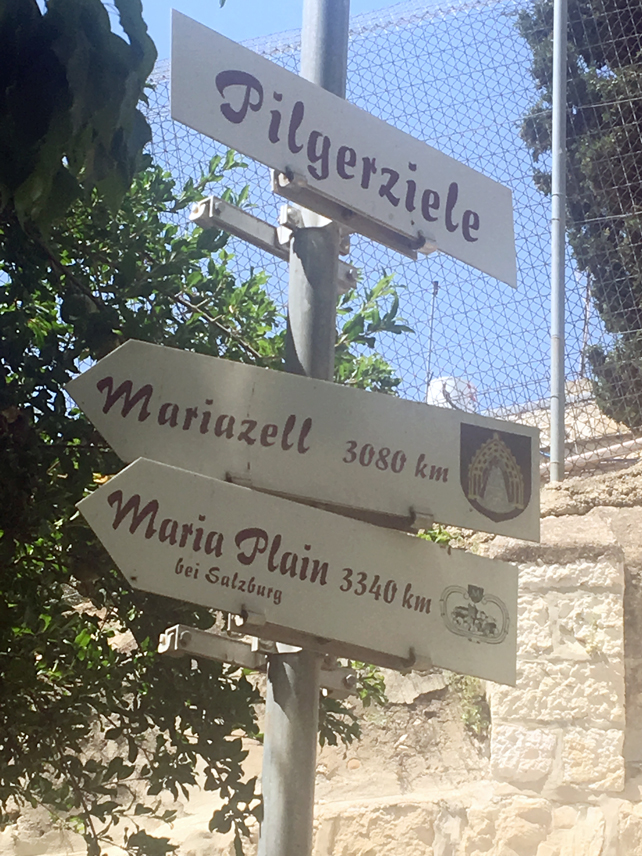 Pilgerziele
Mariazell 3080 km
Maria Plain 3340 km
bei Salzburg